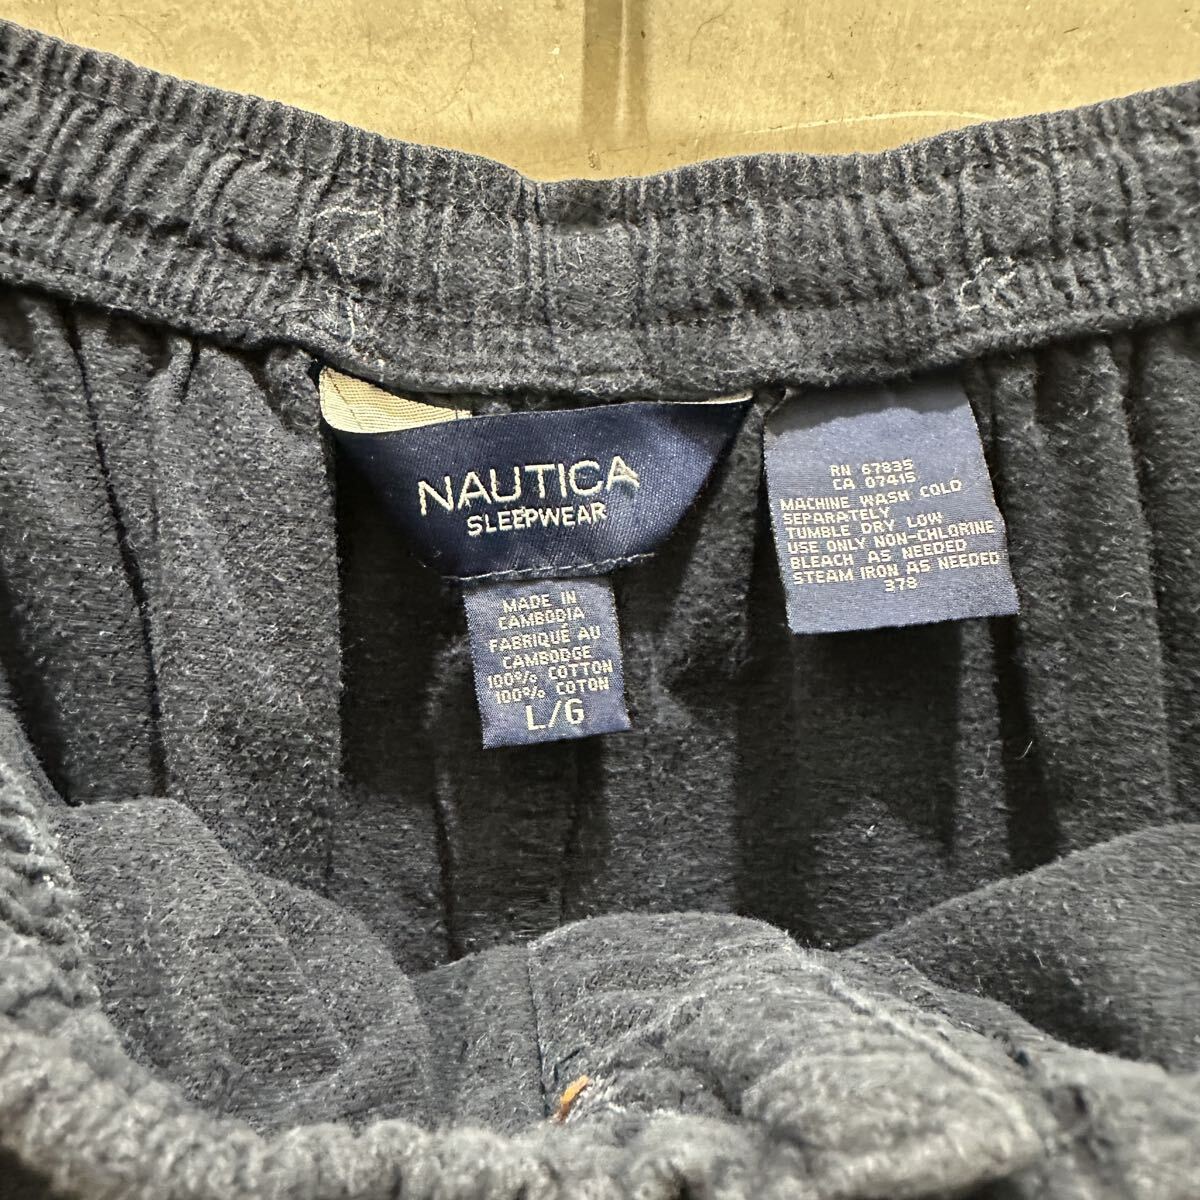 NAUTICA
SLEEPWEAR
MADE IN
CAMBODIA
FABRIQUÉ AU
CAMBODGE
100% COTTON
100% COTON
L/G
RN 67835
CA 07415
MACHINE WASH COLD
SEPARATELY
TUMBLE DRY LOW
USE ONLY NON-CHLORINE
BLEACH AS NEEDED
STEAM IRON AS NEEDED
378